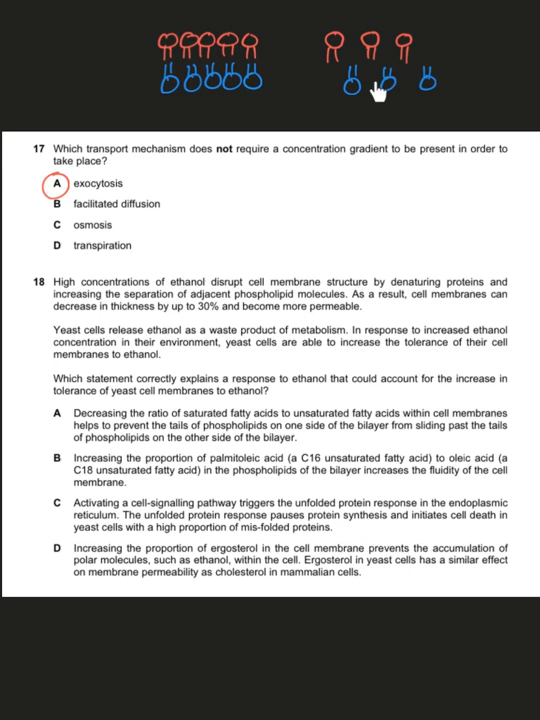 17 Which transport mechanism does not require a concentration gradient to be present in order to
take place?
A exocytosis
B facilitated diffusion
C osmosis
D transpiration
18 High concentrations of ethanol disrupt cell membrane structure by denaturing proteins and
increasing the separation of adjacent phospholipid molecules. As a result, cell membranes can
decrease in thickness by up to 30% and become more permeable.
Yeast cells release ethanol as a waste product of metabolism. In response to increased ethanol
concentration in their environment, yeast cells are able to increase the tolerance of their cell
membranes to ethanol.
Which statement correctly explains a response to ethanol that could account for the increase in
tolerance of yeast cell membranes to ethanol?
A Decreasing the ratio of saturated fatty acids to unsaturated fatty acids within cell membranes
helps to prevent the tails of phospholipids on one side of the bilayer from sliding past the tails
of phospholipids on the other side of the bilayer.
B Increasing the proportion of palmitoleic acid (a C16 unsaturated fatty acid) to oleic acid (a
C18 unsaturated fatty acid) in the phospholipids of the bilayer increases the fluidity of the cell
membrane.
C Activating a cell-signalling pathway triggers the unfolded protein response in the endoplasmic
reticulum. The unfolded protein response pauses protein synthesis and initiates cell death in
yeast cells with a high proportion of mis-folded proteins.
D Increasing the proportion of ergosterol in the cell membrane prevents the accumulation of
polar molecules, such as ethanol, within the cell. Ergosterol in yeast cells has a similar effect
on membrane permeability as cholesterol in mammalian cells.